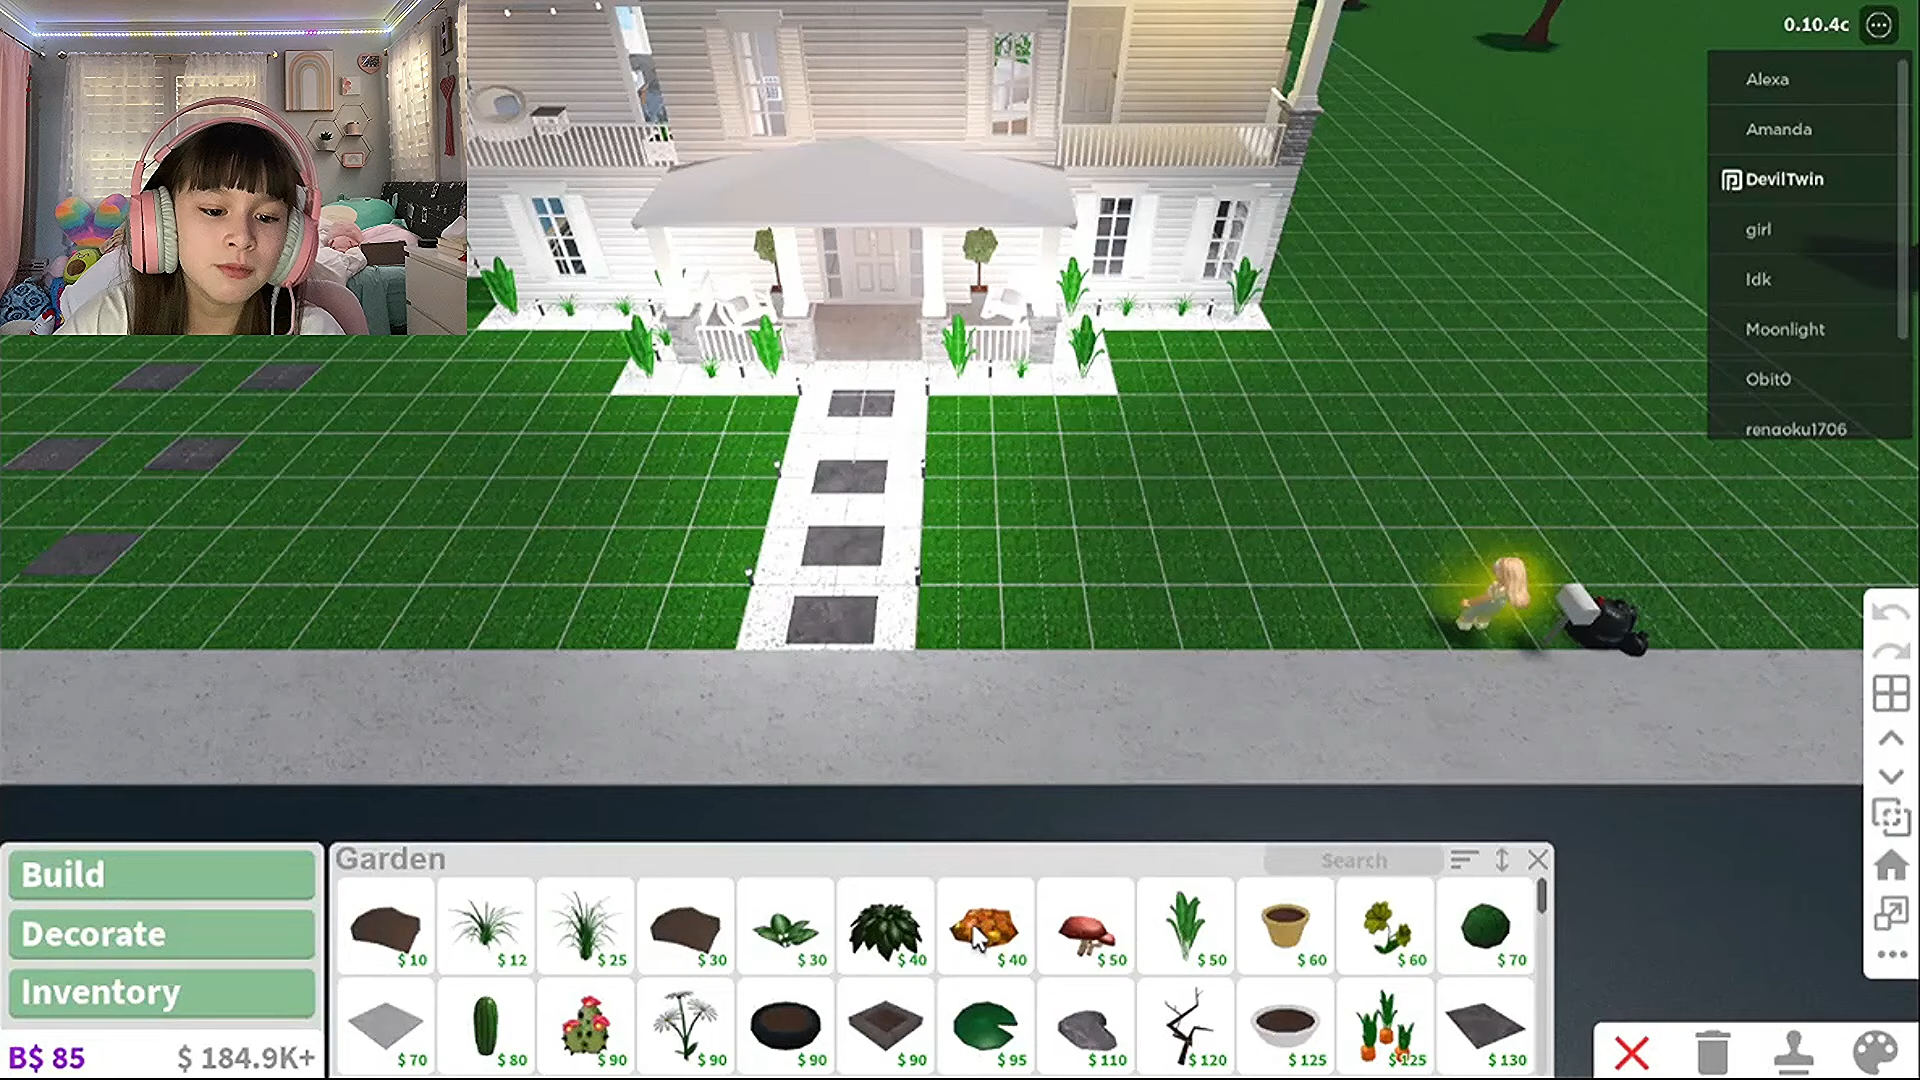 0.10.4c
Alexa
Amanda
DevilTwin
girl
Idk
Moonlight
Obit0
rengoku1706
Build
Decorate
Inventory
B$ 85
$ 184.9K+
Garden
Search
$ 10
$ 12
$ 25
$ 30
$ 30
$ 40
$ 40
$ 50
$ 50
$ 60
$ 60
$ 70
$ 70
$ 80
$ 90
$ 90
$ 90
$ 90
$ 95
$ 110
$ 120
$ 125
$ 125
$ 130